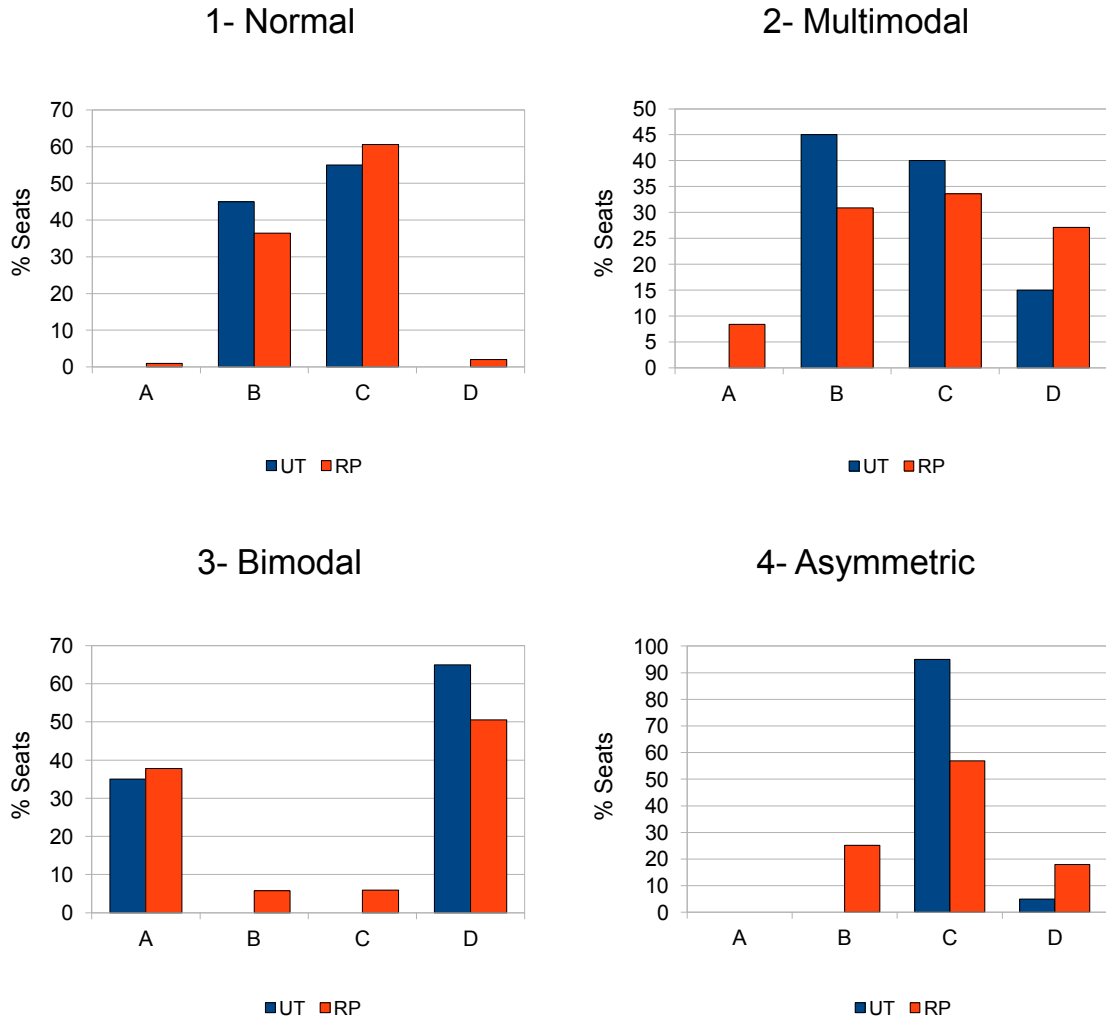 1- Normal
70
60
50
40
30
20
10
0
% Seats
A B C D
UT RP
2- Multimodal
50
45
40
35
30
25
20
15
10
5
0
% Seats
A B C D
UT RP
3- Bimodal
70
60
50
40
30
20
10
0
% Seats
A B C D
UT RP
4- Asymmetric
100
90
80
70
60
50
40
30
20
10
0
% Seats
A B C D
UT RP